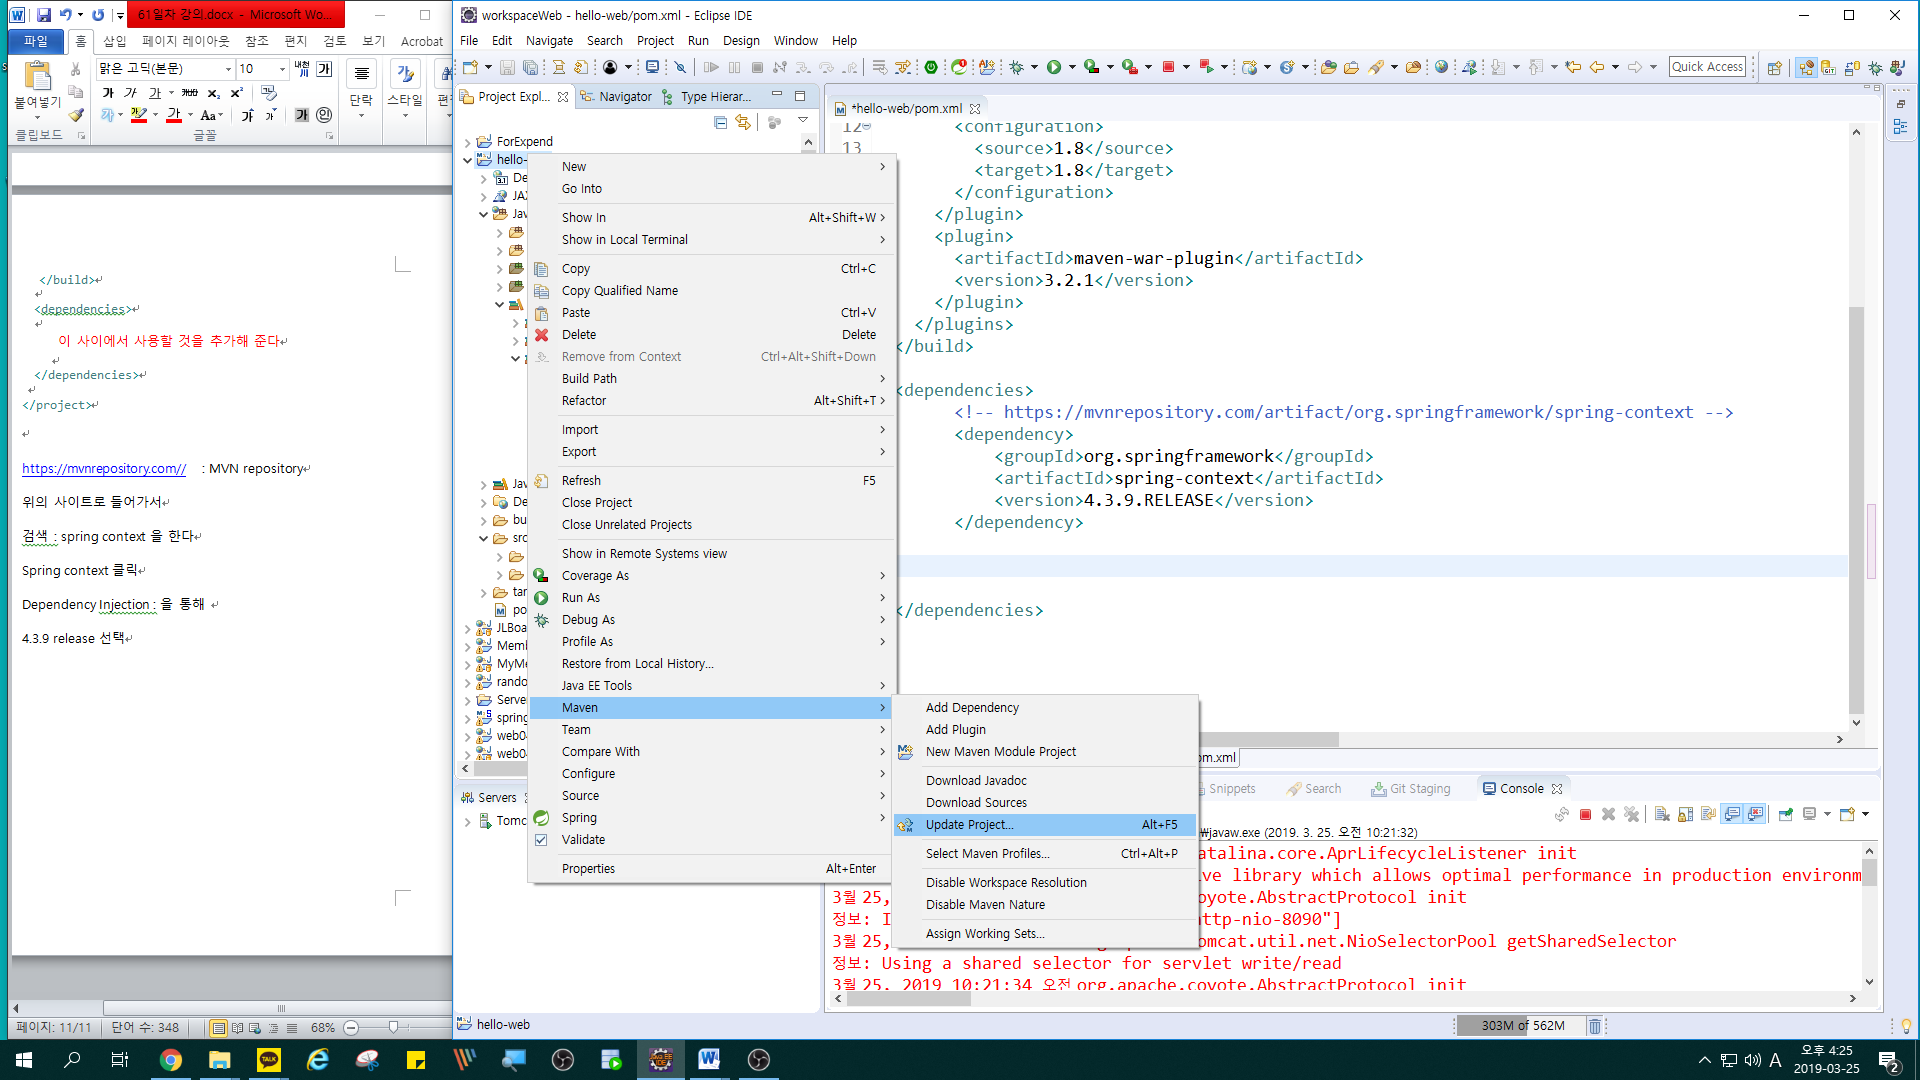 61일차 강의.docx - Microsoft Wo...
파일
홈
삽입
페이지 레이아웃
참조
편지
검토
보기
Acrobat
맑은 고딕(본문)
10
붙여넣기
클립보드
글꼴
단락
스타일
</build>
<dependencies>
이 사이에서 사용할 것을 추가해 준다
</dependencies>
</project>
https://mvnrepository.com// : MVN repository
위의 사이트로 들어가서
검색 : spring context 을 한다
Spring context 클릭
Dependency Injection : 을 통해
4.3.9 release 선택
페이지: 11/11
단어 수: 348
68%
workspaceWeb - hello-web/pom.xml - Eclipse IDE
File Edit Navigate Search Project Run Design Window Help
Quick Access
Project Expl...
Navigator
Type Hierar...
ForExpend
hello-
De
JAX
Jav
Jav
De
bu
src
tar
po
JLBoa
Meml
MyMe
rando
Server
spring
web0
web0
Servers
Tomc
hello-web
New
Go Into
Show In Alt+Shift+W
Show in Local Terminal
Copy Ctrl+C
Copy Qualified Name
Paste Ctrl+V
Delete Delete
Remove from Context Ctrl+Alt+Shift+Down
Build Path
Refactor Alt+Shift+T
Import
Export
Refresh F5
Close Project
Close Unrelated Projects
Show in Remote Systems view
Coverage As
Run As
Debug As
Profile As
Restore from Local History...
Java EE Tools
Maven
Team
Compare With
Configure
Source
Spring
Validate
Properties Alt+Enter
Add Dependency
Add Plugin
New Maven Module Project
Download Javadoc
Download Sources
Update Project... Alt+F5
Select Maven Profiles... Ctrl+Alt+P
Disable Workspace Resolution
Disable Maven Nature
Assign Working Sets...
*hello-web/pom.xml
12 <configuration>
13 <source>1.8</source>
<target>1.8</target>
</configuration>
</plugin>
<plugin>
<artifactId>maven-war-plugin</artifactId>
<version>3.2.1</version>
</plugin>
</plugins>
</build>
<dependencies>
<!-- https://mvnrepository.com/artifact/org.springframework/spring-context -->
<dependency>
<groupId>org.springframework</groupId>
<artifactId>spring-context</artifactId>
<version>4.3.9.RELEASE</version>
</dependency>
</dependencies>
om.xml
Snippets
Search
Git Staging
Console
\javaw.exe (2019. 3. 25. 오전 10:21:32)
atalina.core.AprLifecycleListener init
ve library which allows optimal performance in production environm
3월 25, oyote.AbstractProtocol init
정보: I ttp-nio-8090"]
3월 25, omcat.util.net.NioSelectorPool getSharedSelector
정보: Using a shared selector for servlet write/read
3월 25, 2019 10:21:34 오전 org.apache.coyote.AbstractProtocol init
303M of 562M
TALK
A
오후 4:25
2019-03-25
2